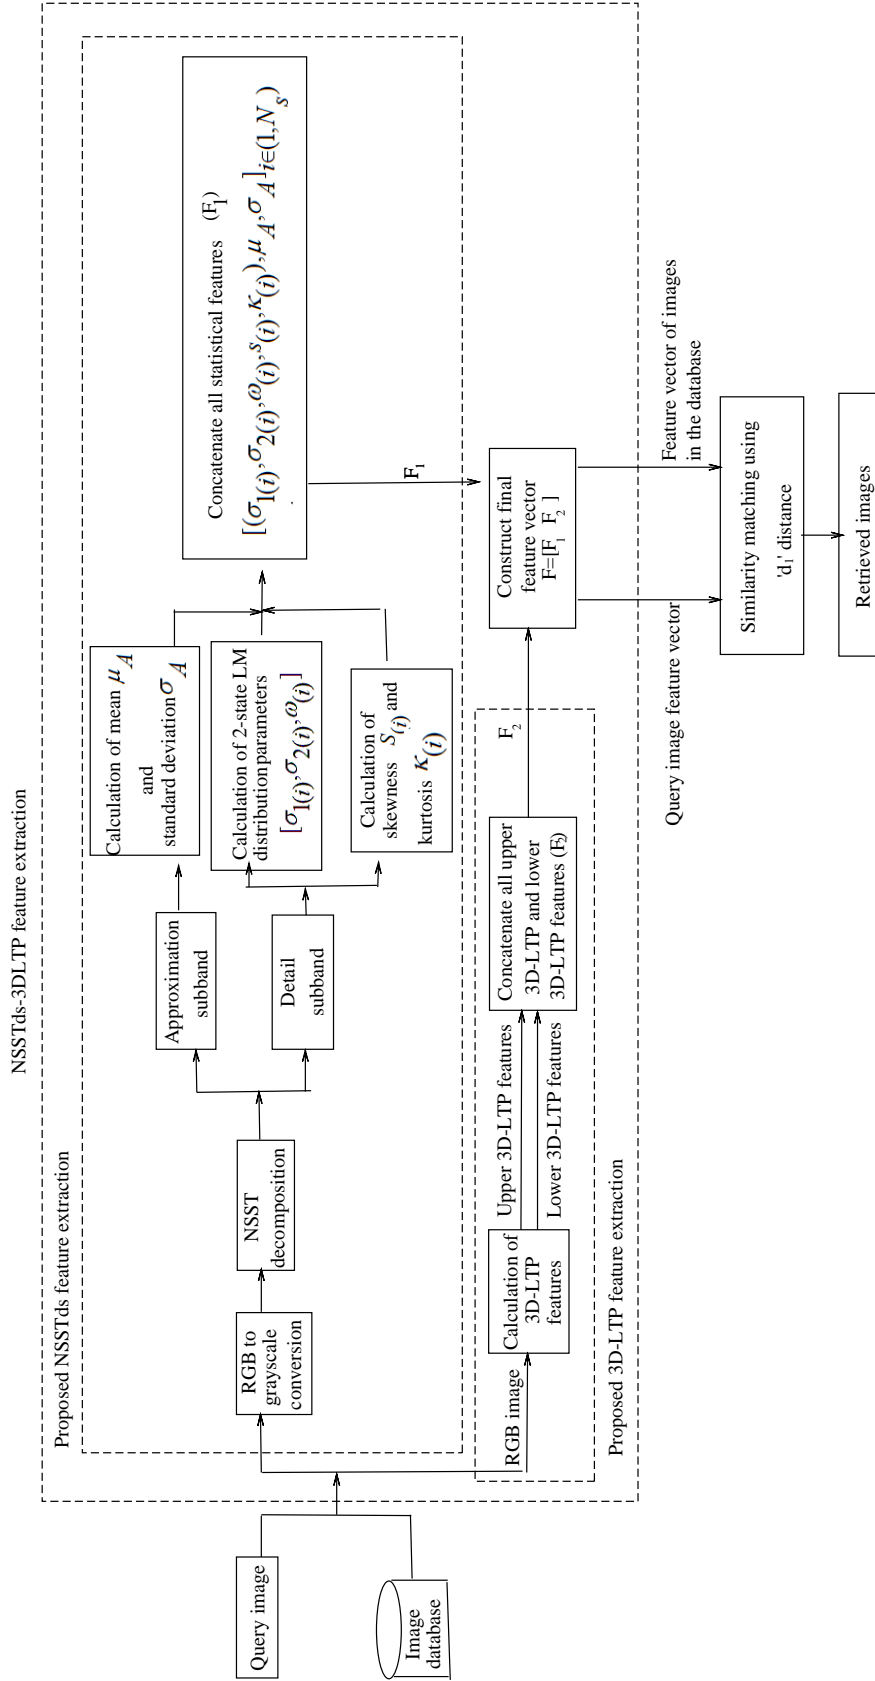 NSSTds-3DLTP feature extraction
Proposed NSSTds feature extraction
Query image
Image
database
RGB to
grayscale
conversion
NSST
decomposition
Approximation
subband
Detail
subband
Calculation of mean μ_A
and
standard deviation σ_A
Calculation of 2-state LM
distribution parameters
[σ_1(i), σ_2(i), ω_(i)]
Calculation of
skewness S_(i) and
kurtosis κ_(i)
Concatenate all statistical features (F_1)
[(σ_1(i), σ_2(i), ω_(i), s_(i), κ_(i)), μ_A, σ_A] i∈(1,N_s)
F_1
RGB image
Calculation of
3D-LTP
features
Upper 3D-LTP features
Lower 3D-LTP features
Concatenate all upper
3D-LTP and lower
3D-LTP features (F_2)
F_2
Proposed 3D-LTP feature extraction
Construct final
feature vector
F=[F_1 F_2 ]
Query image feature vector
Feature vector of images
in the database
Similarity matching using
'd_1' distance
Retrieved images